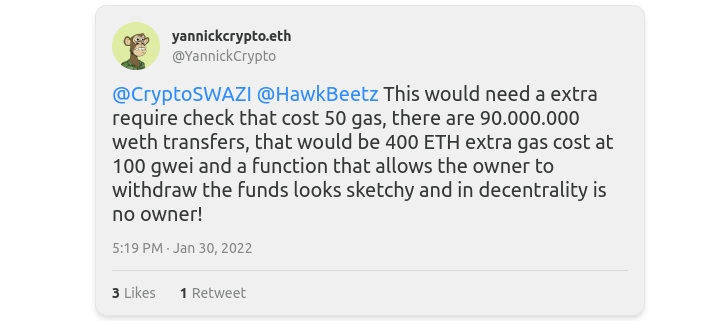 yannickcrypto.eth
@YannickCrypto
@CryptoSWAZI @HawkBeetz This would need a extra
require check that cost 50 gas, there are 90.000.000
weth transfers, that would be 400 ETH extra gas cost at
100 gwei and a function that allows the owner to
withdraw the funds looks sketchy and in decentrality is
no owner!
5:19 PM · Jan 30, 2022
3 Likes 1 Retweet